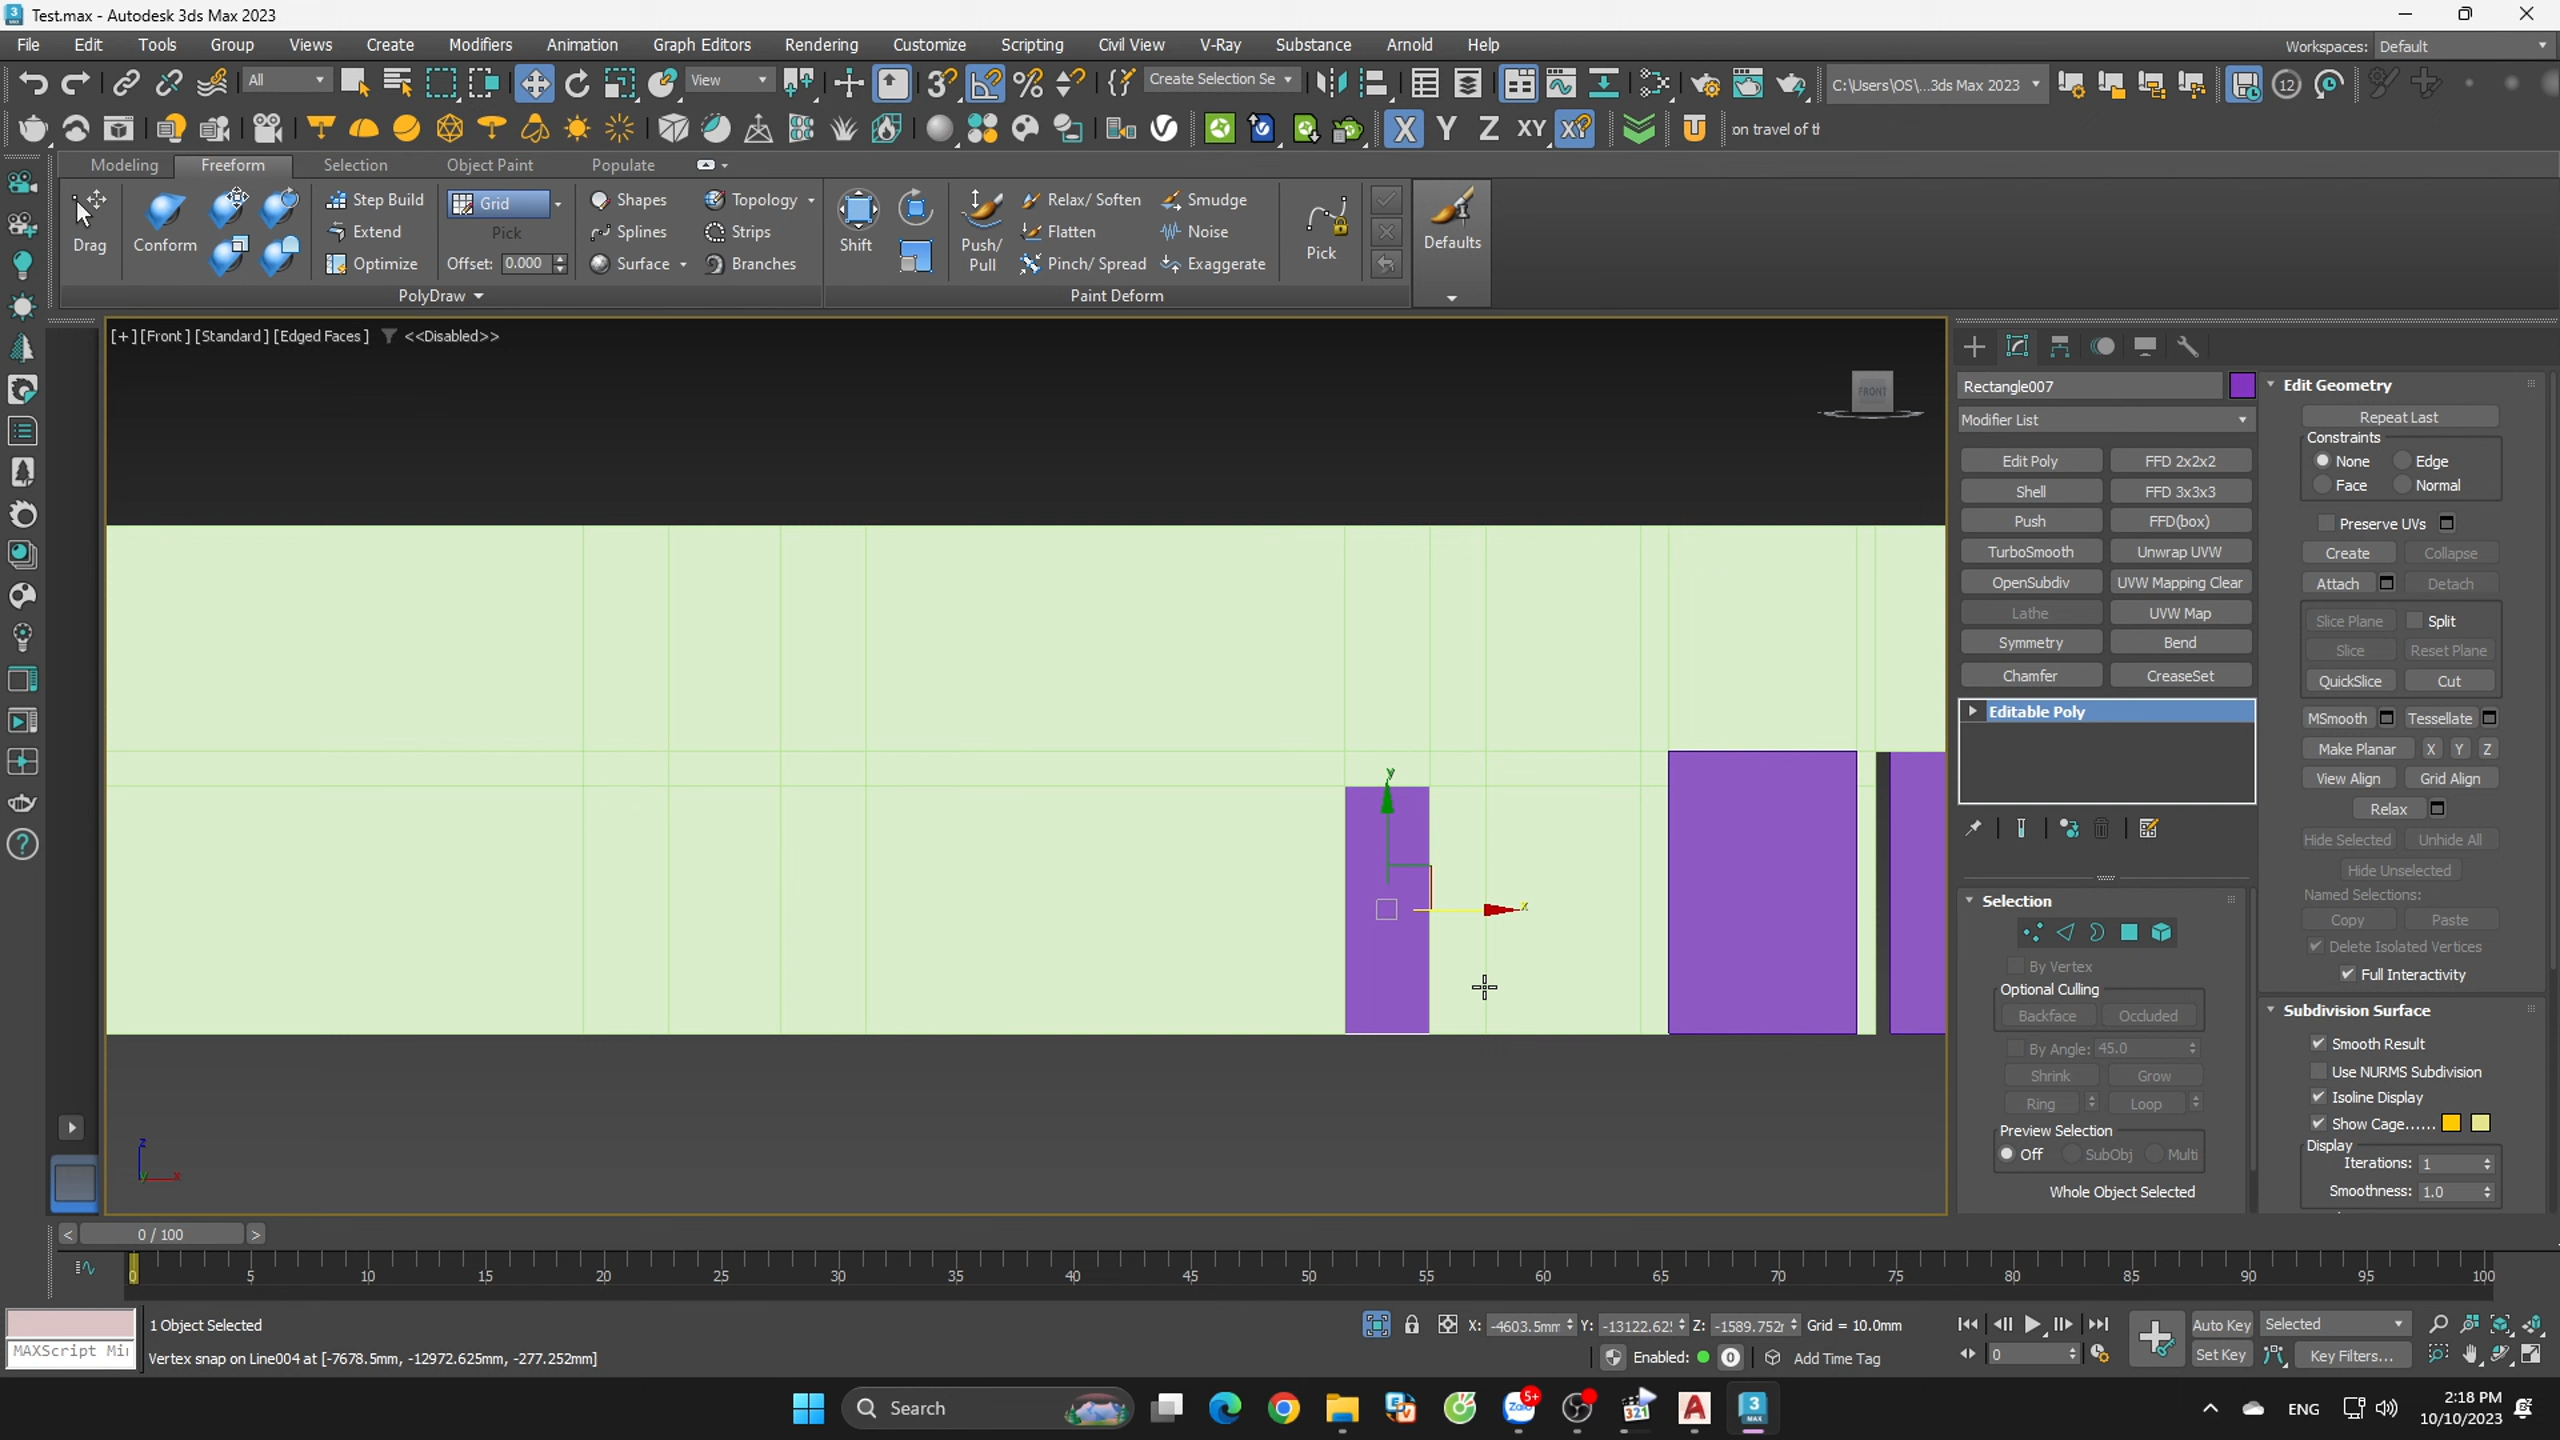 Test.max - Autodesk 3ds Max 2023
File Edit Tools Group Views Create Modifiers Animation Graph Editors Rendering Customize Scripting Civil View V-Ray Substance Arnold Help Workspaces: Default
All View Create Selection Se C:\Users\OS\...3ds Max 2023
X Y Z XY on travel of tl
Modeling Freeform Selection Object Paint Populate
Drag Conform
Step Build Grid Shapes Topology Relax/ Soften Smudge
Extend Pick Splines Strips Flatten Noise
Optimize Offset: 0.000 Surface Branches Pinch/ Spread Exaggerate
Shift Push/ Pull Pick Defaults
PolyDraw Paint Deform
[+] [Front ] [Standard ] [Edged Faces ] <<Disabled>>
FRONT
y
x
z
y x
Rectangle007
Modifier List
Edit Poly FFD 2x2x2
Shell FFD 3x3x3
Push FFD(box)
TurboSmooth Unwrap UVW
OpenSubdiv UVW Mapping Clear
Lathe UVW Map
Symmetry Bend
Chamfer CreaseSet
Editable Poly
Selection
By Vertex
Optional Culling
Backface Occluded
By Angle: 45.0
Shrink Grow
Ring Loop
Preview Selection
Off SubObj Multi
Whole Object Selected
Edit Geometry
Repeat Last
Constraints
None Edge
Face Normal
Preserve UVs
Create Collapse
Attach Detach
Slice Plane Split
Slice Reset Plane
QuickSlice Cut
MSmooth Tessellate
Make Planar X Y Z
View Align Grid Align
Relax
Hide Selected Unhide All
Hide Unselected
Named Selections:
Copy Paste
Delete Isolated Vertices
Full Interactivity
Subdivision Surface
Smooth Result
Use NURMS Subdivision
Isoline Display
Show Cage......
Display
Iterations: 1
Smoothness: 1.0
< 0 / 100 >
0 5 10 15 20 25 30 35 40 45 50 55 60 65 70 75 80 85 90 95 100
1 Object Selected X: -4603.5mm Y: -13122.62! Z: -1589.752r Grid = 10.0mm Auto Key Selected
MAXScript Mi Vertex snap on Line004 at [-7678.5mm, -12972.625mm, -277.252mm] Enabled: 0 Add Time Tag 0 Set Key Key Filters...
Search 5+ Zalo 321 A 3 MAX ENG 2:18 PM
10/10/2023